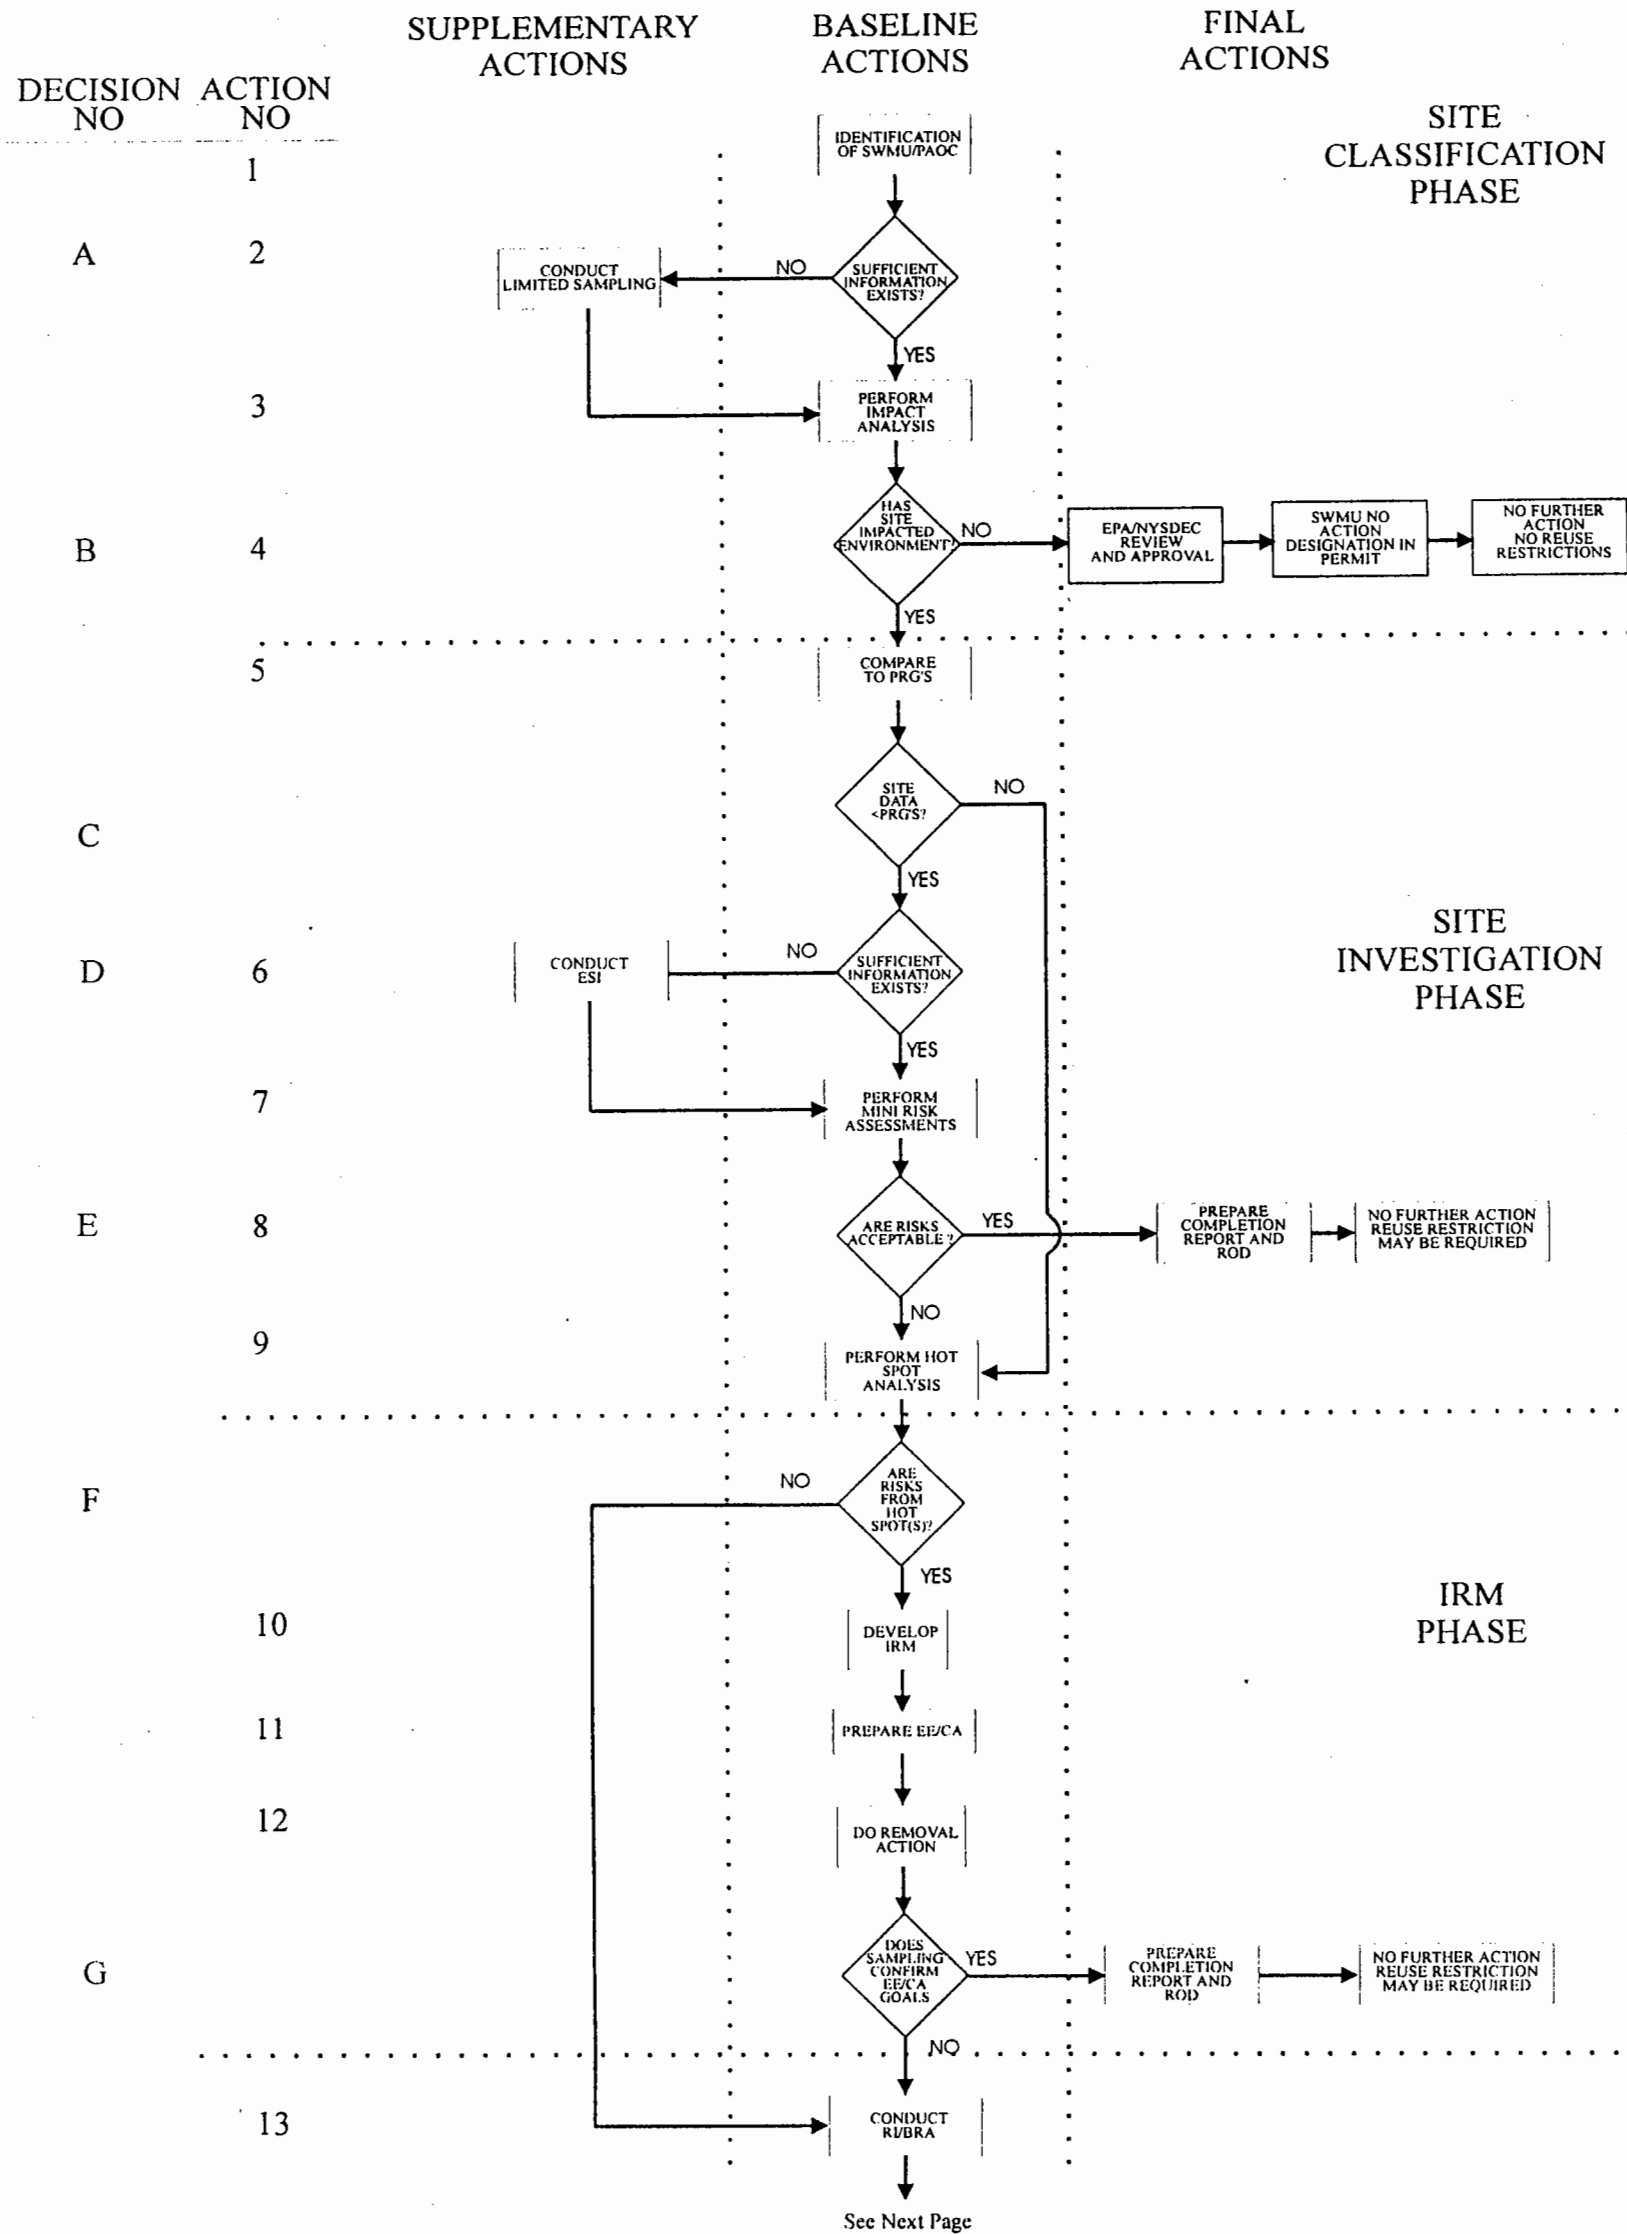 SUPPLEMENTARY
ACTIONS
BASELINE
ACTIONS
FINAL
ACTIONS
DECISION
NO
ACTION
NO
SITE
CLASSIFICATION
PHASE
1
IDENTIFICATION
OF SWMU/PAOC
A
2
CONDUCT
LIMITED SAMPLING
NO
SUFFICIENT
INFORMATION
EXISTS?
YES
3
PERFORM
IMPACT
ANALYSIS
B
4
HAS
SITE
IMPACTED
ENVIRONMENT?
NO
EPA/NYSDEC
REVIEW
AND APPROVAL
SWMU NO
ACTION
DESIGNATION IN
PERMIT
NO FURTHER
ACTION
NO REUSE
RESTRICTIONS
YES
5
COMPARE
TO PRG'S
C
SITE
DATA
<PRG'S?
NO
YES
SITE
INVESTIGATION
PHASE
D
6
CONDUCT
ESI
NO
SUFFICIENT
INFORMATION
EXISTS?
YES
7
PERFORM
MINI RISK
ASSESSMENTS
E
8
ARE RISKS
ACCEPTABLE ?
YES
PREPARE
COMPLETION
REPORT AND
ROD
NO FURTHER ACTION
REUSE RESTRICTION
MAY BE REQUIRED
NO
9
PERFORM HOT
SPOT
ANALYSIS
F
NO
ARE
RISKS
FROM
HOT
SPOT(S)?
YES
IRM
PHASE
10
DEVELOP
IRM
11
PREPARE EE/CA
12
DO REMOVAL
ACTION
G
DOES
SAMPLING
CONFIRM
EE/CA
GOALS
YES
PREPARE
COMPLETION
REPORT AND
ROD
NO FURTHER ACTION
REUSE RESTRICTION
MAY BE REQUIRED
NO
13
CONDUCT
RI/BRA
See Next Page